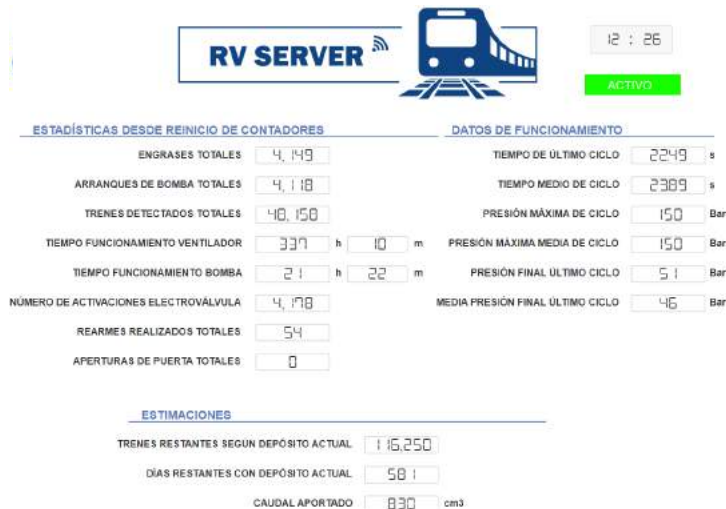 RV SERVER
12 : 26
ACTIVO
ESTADÍSTICAS DESDE REINICIO DE CONTADORES
ENGRASES TOTALES 4,149
ARRANQUES DE BOMBA TOTALES 4,118
TRENES DETECTADOS TOTALES 48,158
TIEMPO FUNCIONAMIENTO VENTILADOR 337 h 10 m
TIEMPO FUNCIONAMIENTO BOMBA 21 h 22 m
NÚMERO DE ACTIVACIONES ELECTROVÁLVULA 4,178
REARMES REALIZADOS TOTALES 54
APERTURAS DE PUERTA TOTALES 0
DATOS DE FUNCIONAMIENTO
TIEMPO DE ÚLTIMO CICLO 2249 s
TIEMPO MEDIO DE CICLO 2389 s
PRESIÓN MÁXIMA DE CICLO 150 Bar
PRESIÓN MÁXIMA MEDIA DE CICLO 150 Bar
PRESIÓN FINAL ÚLTIMO CICLO 51 Bar
MEDIA PRESIÓN FINAL ÚLTIMO CICLO 46 Bar
ESTIMACIONES
TRENES RESTANTES SEGÚN DEPÓSITO ACTUAL 116,250
DÍAS RESTANTES CON DEPÓSITO ACTUAL 581
CAUDAL APORTADO 830 cm3